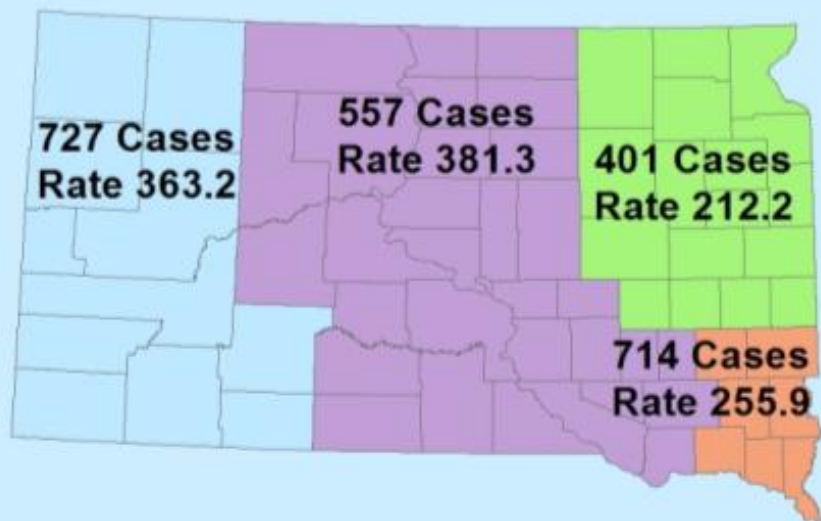 727 Cases
Rate 363.2
557 Cases
Rate 381.3
401 Cases
Rate 212.2
714 Cases
Rate 255.9